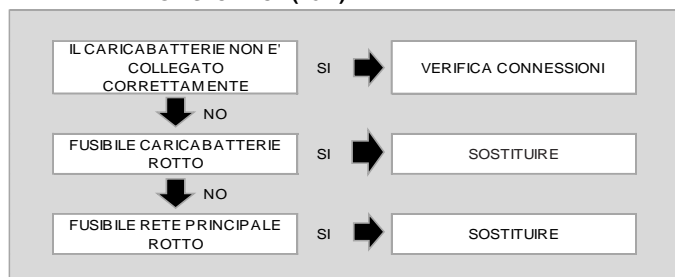 IL CARICABATTERIE NON E'
COLLEGATO
CORRETTAMENTE
SI
VERIFICA CONNESSIONI
NO
FUSIBILE CARICABATTERIE
ROTTO
SI
SOSTITUIRE
NO
FUSIBILE RETE PRINCIPALE
ROTTO
SI
SOSTITUIRE